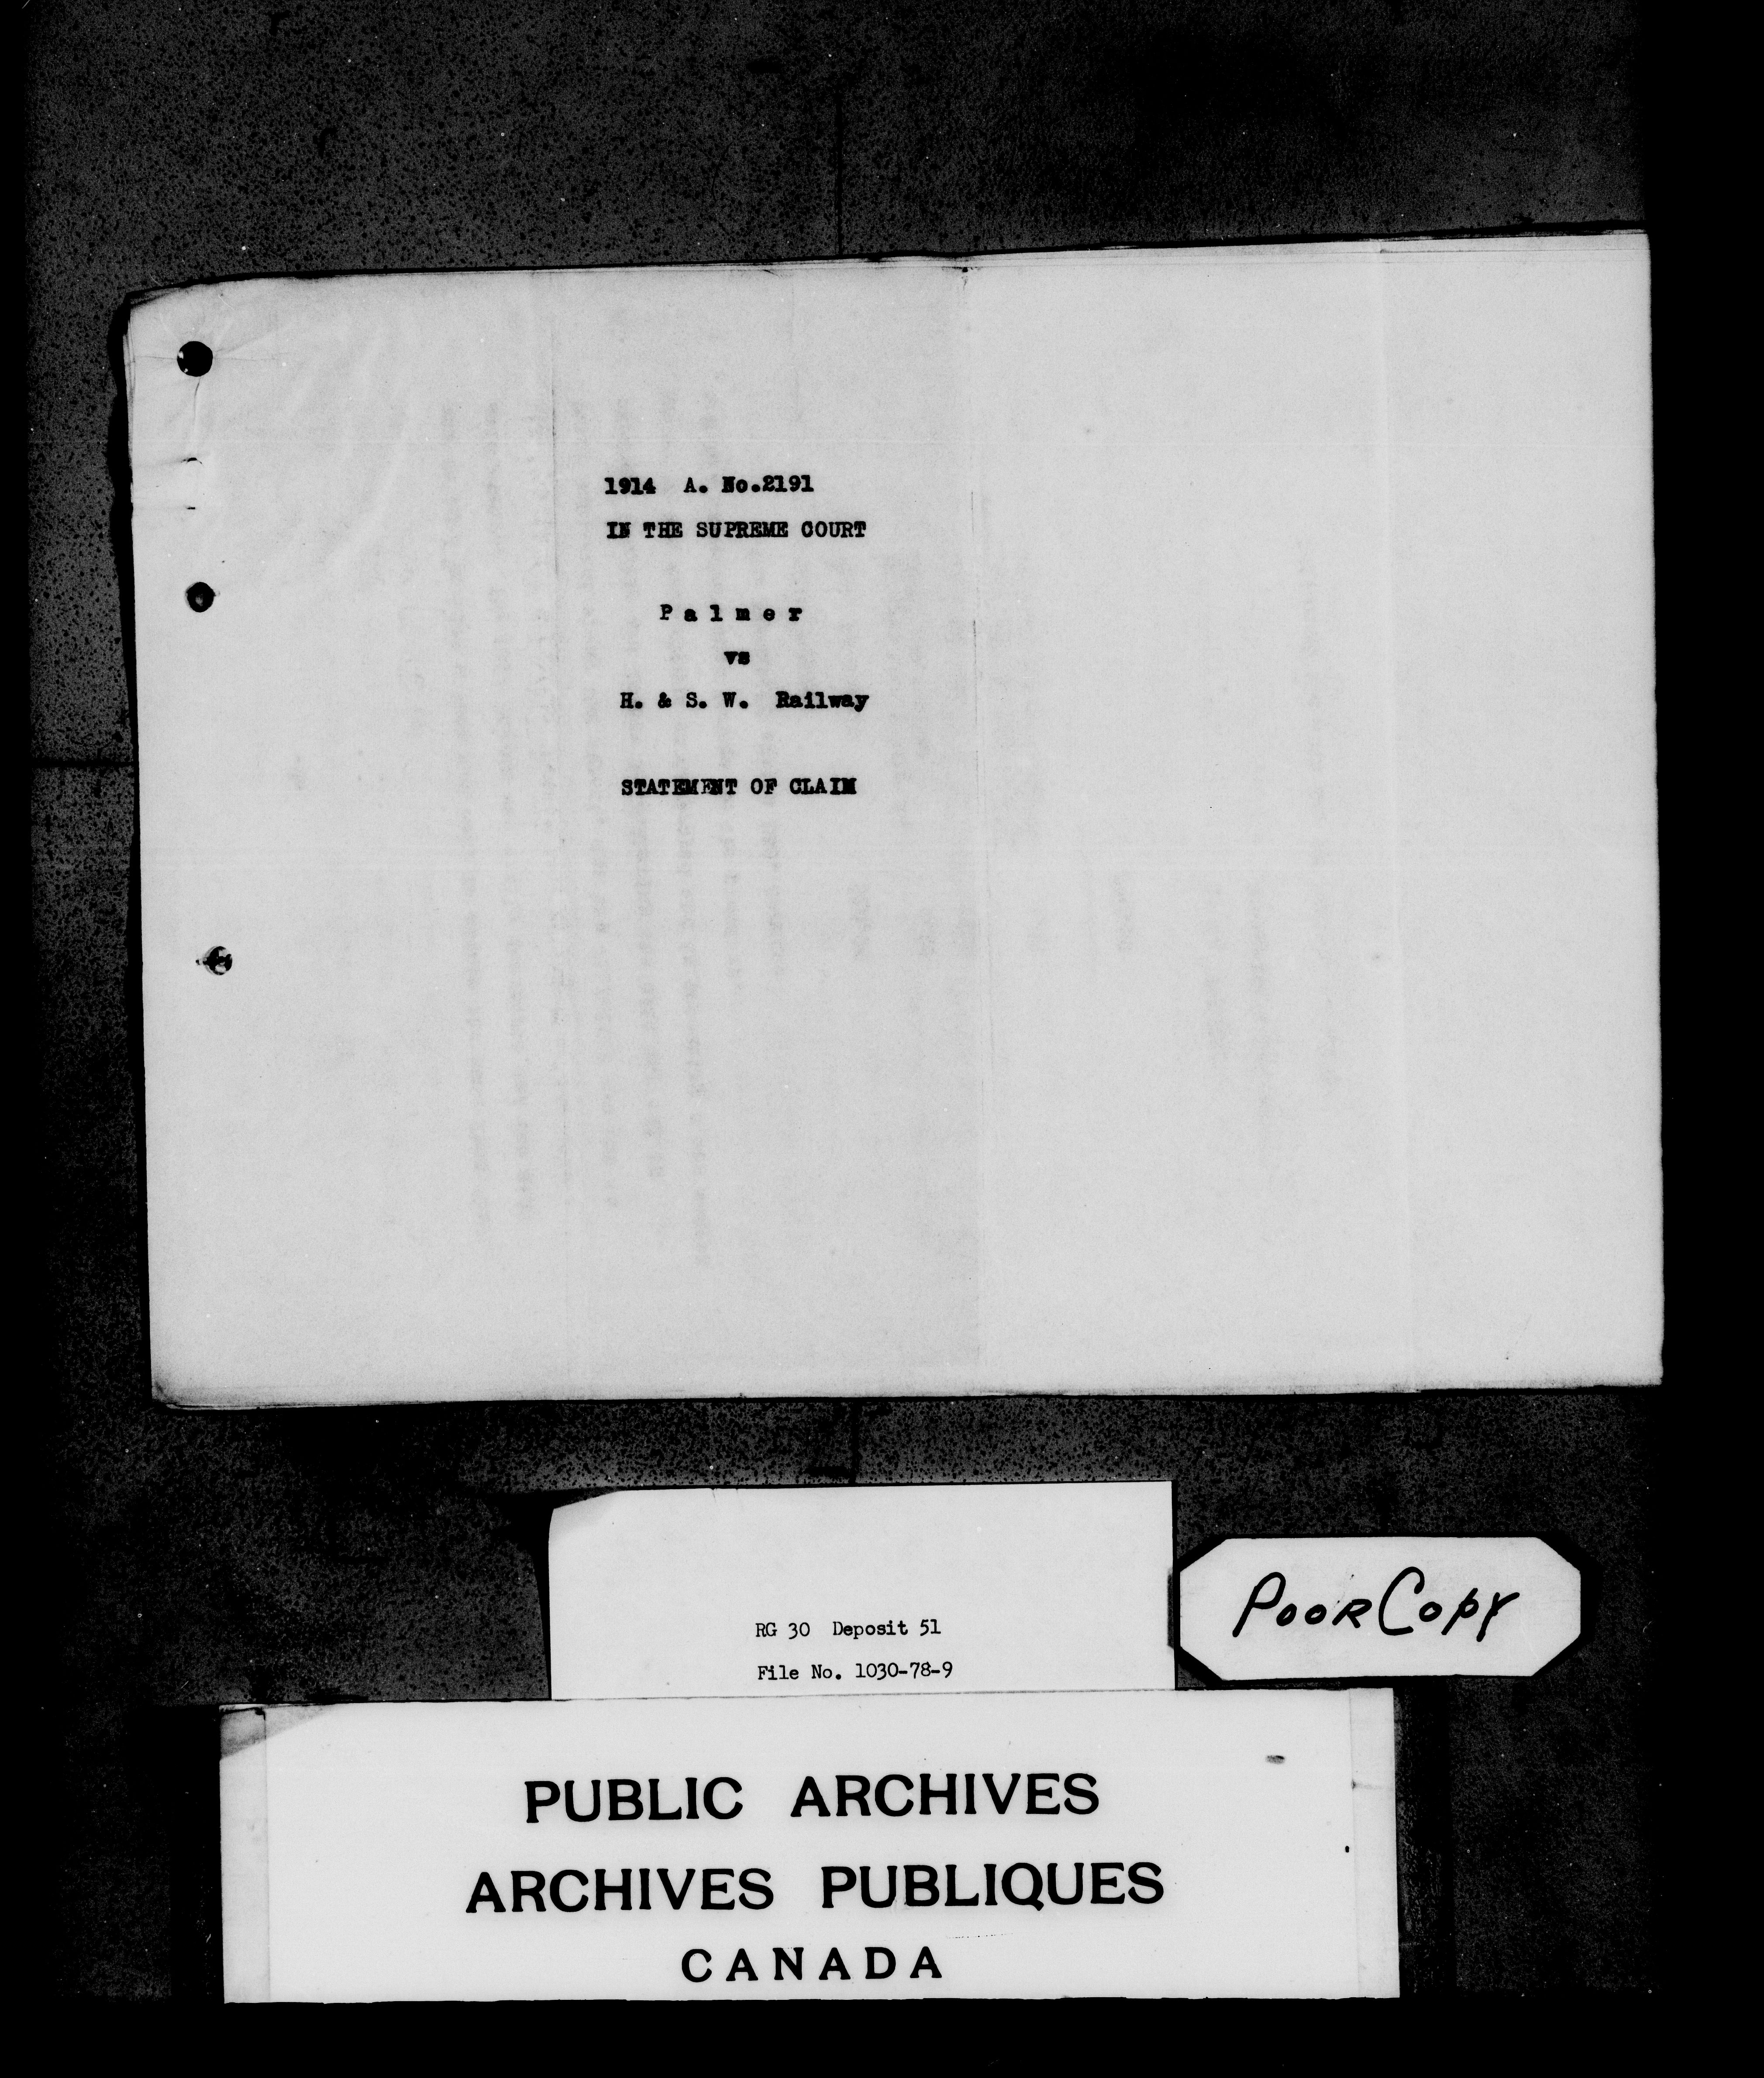 1914 A. No.2191
IN THE SUPREME COURT
Palmer
vs
H. & S. W. Railway
STATEMENT OF CLAIM
RG 30 Deposit 51
File No. 1030-78-9
POOR COPY
PUBLIC ARCHIVES
ARCHIVES PUBLIQUES
CANADA